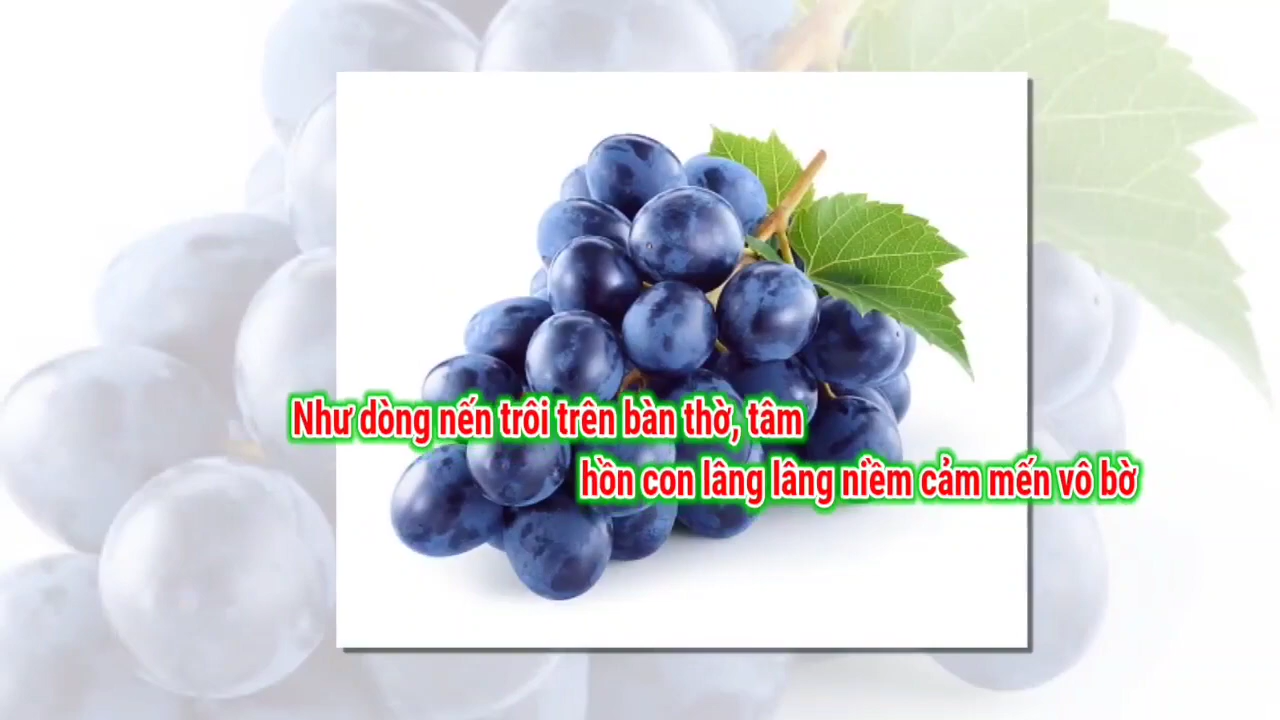 Như dòng nến trôi trên bàn thờ, tâm
hồn con lâng lâng niềm cảm mến vô bờ